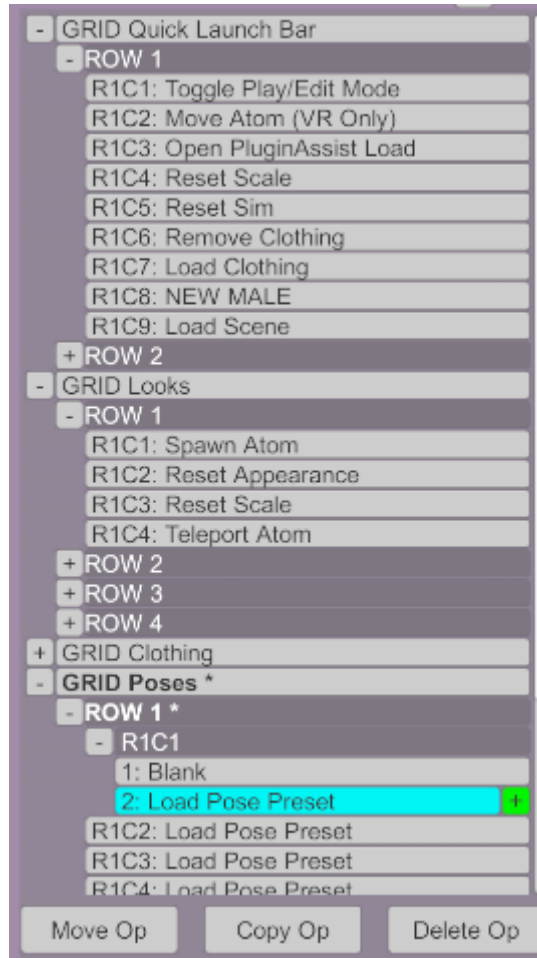 - GRID Quick Launch Bar
- ROW 1
R1C1: Toggle Play/Edit Mode
R1C2: Move Atom (VR Only)
R1C3: Open PluginAssist Load
R1C4: Reset Scale
R1C5: Reset Sim
R1C6: Remove Clothing
R1C7: Load Clothing
R1C8: NEW MALE
R1C9: Load Scene
+ ROW 2
- GRID Looks
- ROW 1
R1C1: Spawn Atom
R1C2: Reset Appearance
R1C3: Reset Scale
R1C4: Teleport Atom
+ ROW 2
+ ROW 3
+ ROW 4
+ GRID Clothing
- GRID Poses *
- ROW 1 *
- R1C1
1: Blank
2: Load Pose Preset +
R1C2: Load Pose Preset
R1C3: Load Pose Preset
R1C4: Load Pose Preset
Move Op Copy Op Delete Op